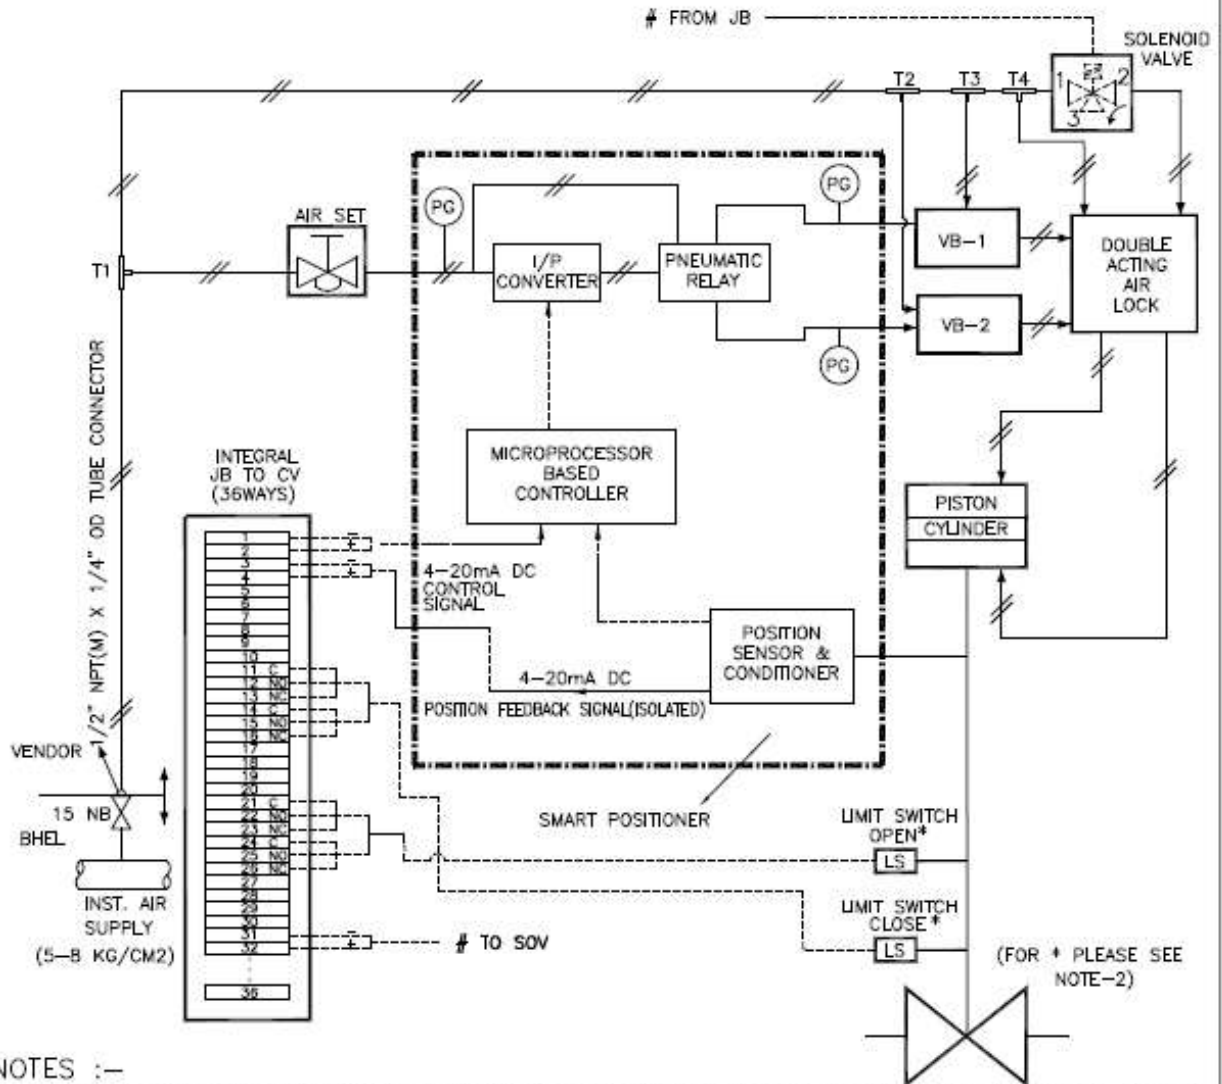 # FROM JB
SOLENOID
VALVE
T2
T3
T4
1
2
3
PG
AIR SET
PG
T1
I/P
CONVERTER
PNEUMATIC
RELAY
VB-1
DOUBLE
ACTING
AIR
LOCK
VB-2
PG
1/2" NPT(M) X 1/4" OD TUBE CONNECTOR
INTEGRAL
JB TO CV
(36WAYS)
MICROPROCESSOR
BASED
CONTROLLER
PISTON
CYLINDER
1
2
3
4
5
6
7
8
9
10
11 C
12 NO
13 NC
14 C
15 NO
16 NC
17
18
19
20
21 C
22 NO
23 NC
24 C
25 NO
26 NC
27
28
29
30
31
32
36
+
-
+
-
4-20mA DC
CONTROL
SIGNAL
POSITION
SENSOR &
CONDITIONER
4-20mA DC
POSITION FEEDBACK SIGNAL(ISOLATED)
VENDOR
15 NB
BHEL
SMART POSITIONER
LIMIT SWITCH
OPEN*
LS
INST. AIR
SUPPLY
(5-8 KG/CM2)
+
-
# TO SOV
LIMIT SWITCH
CLOSE*
LS
(FOR * PLEASE SEE
NOTE-2)
NOTES :-